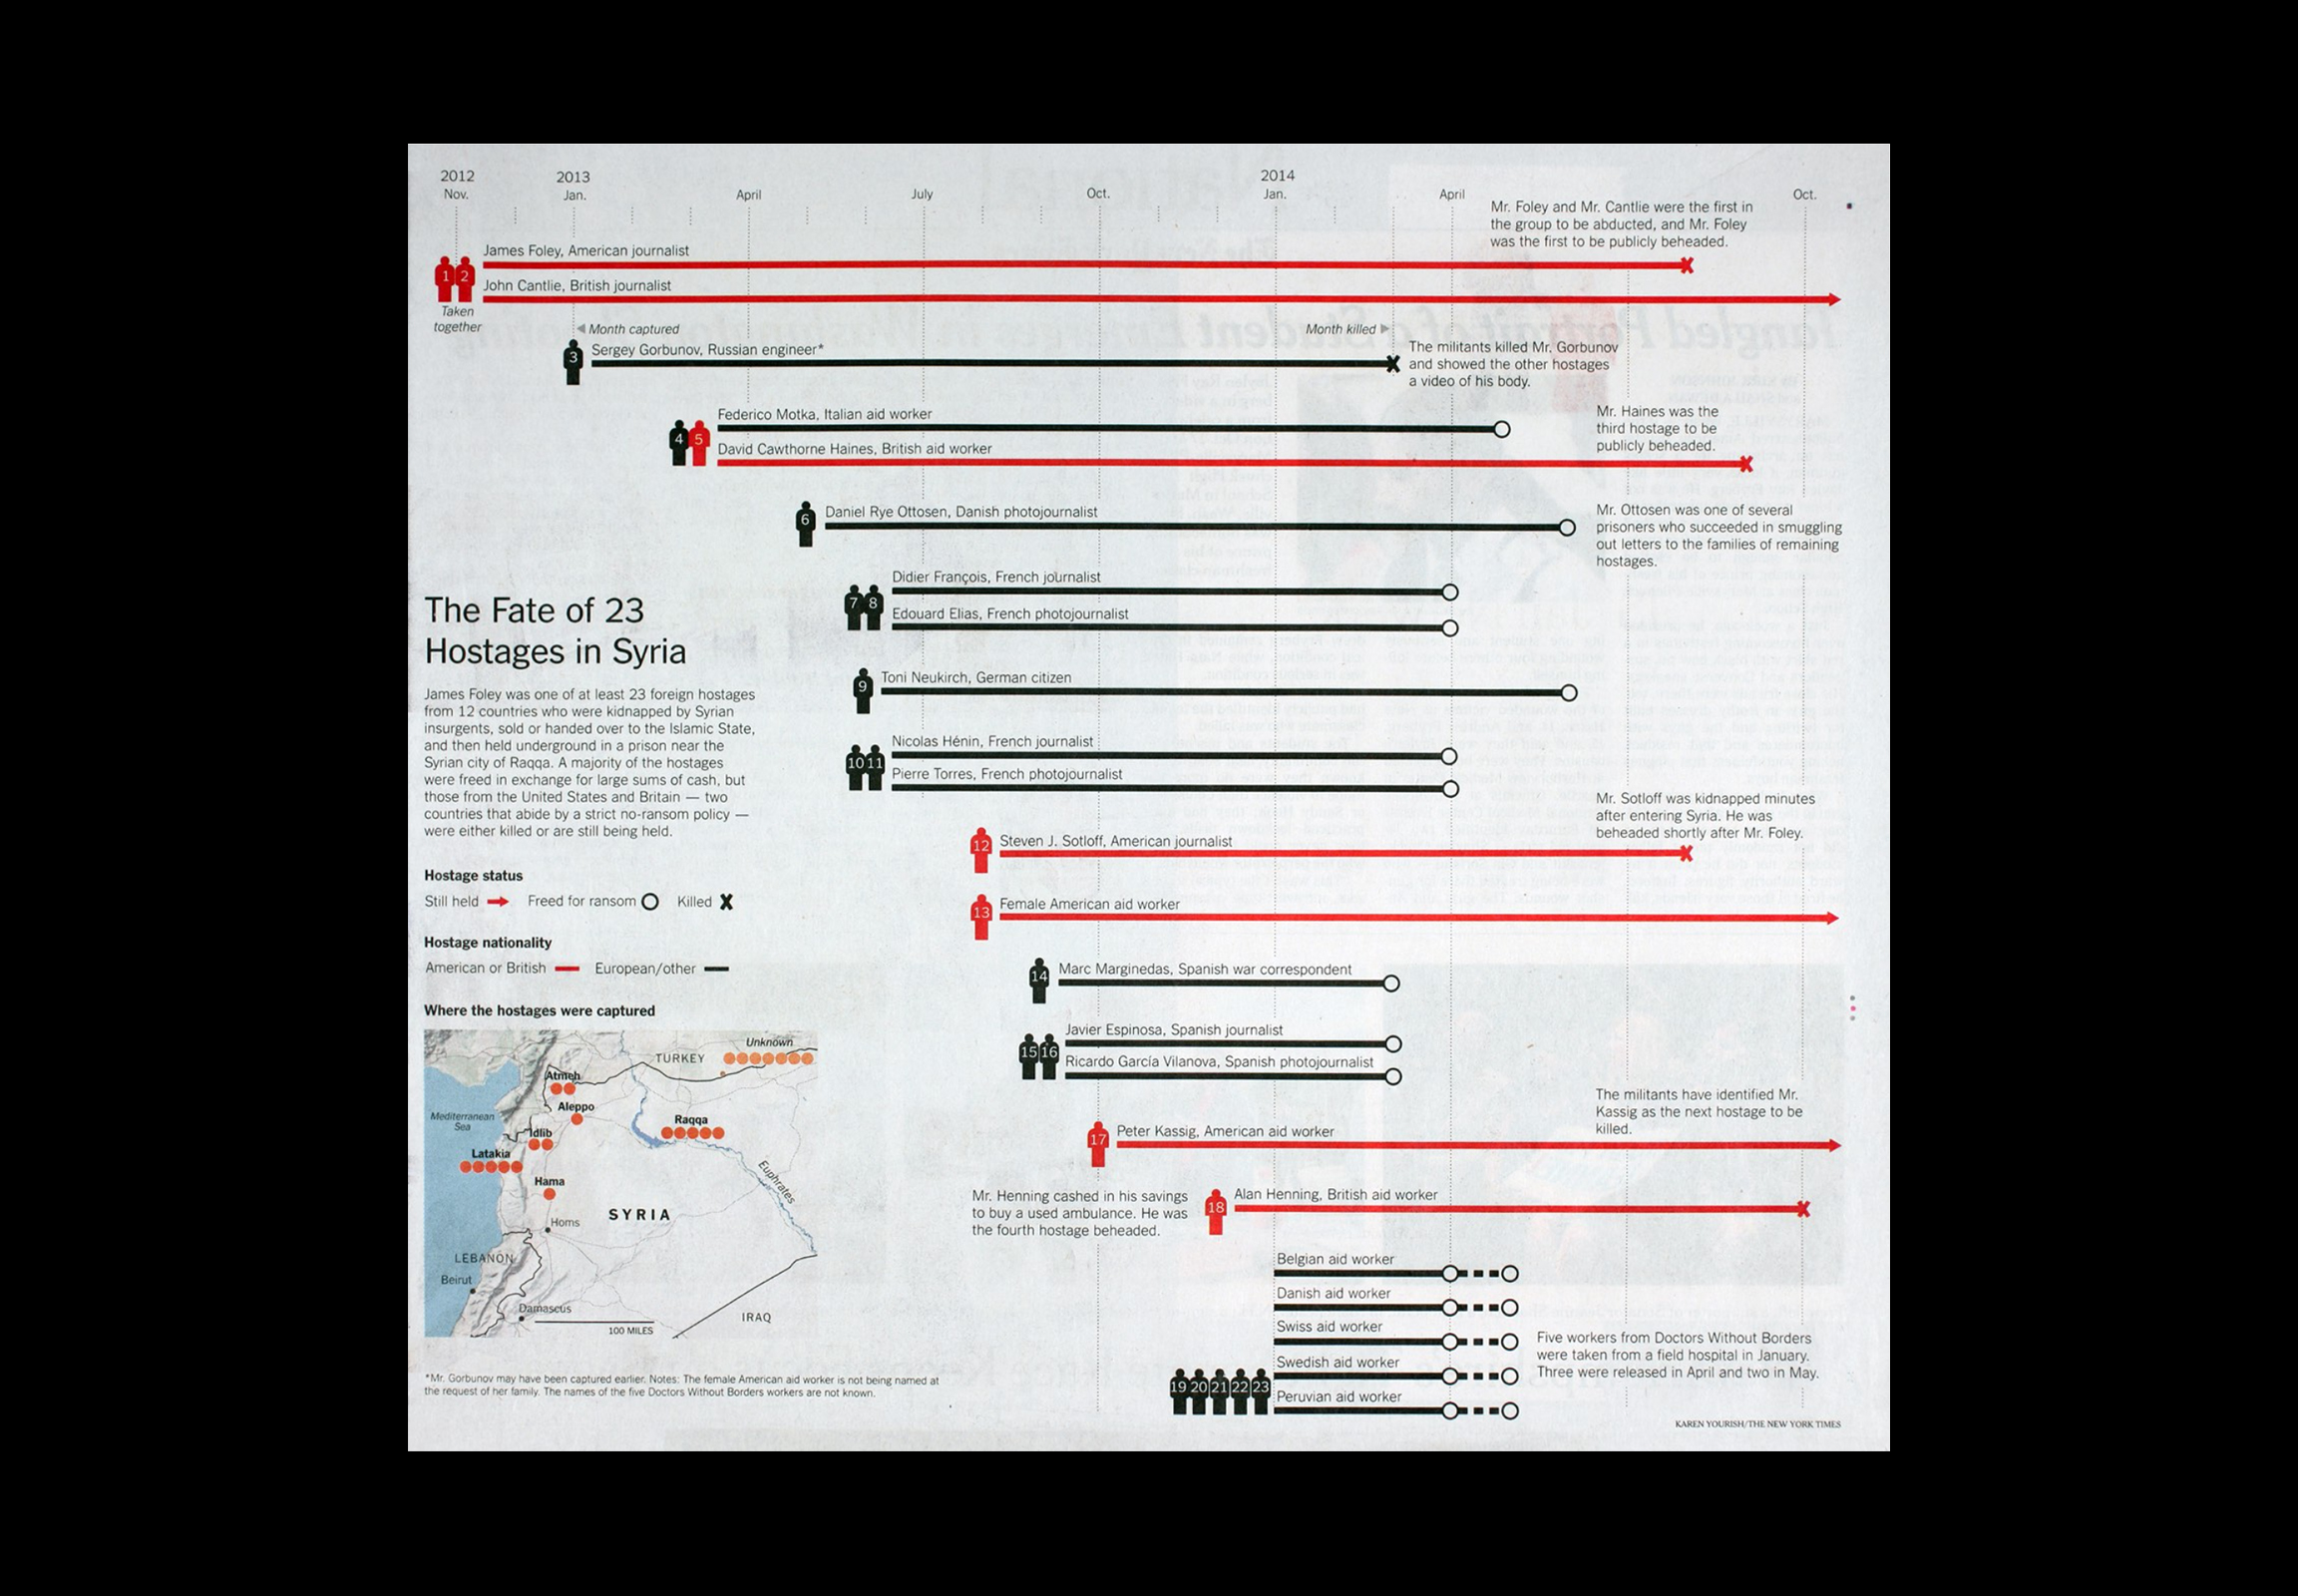 2012
Nov.
2013
Jan.
April
July
Oct.
2014
Jan.
April
Oct.
Mr. Foley and Mr. Cantlie were the first in
the group to be abducted, and Mr. Foley
was the first to be publicly beheaded.
James Foley, American journalist
1 2
John Cantlie, British journalist
Taken
together
Month captured
Month killed
3
Sergey Gorbunov, Russian engineer*
The militants killed Mr. Gorbunov
and showed the other hostages
a video of his body.
Federico Motka, Italian aid worker
4 5
David Cawthorne Haines, British aid worker
Mr. Haines was the
third hostage to be
publicly beheaded.
6
Daniel Rye Ottosen, Danish photojournalist
Mr. Ottosen was one of several
prisoners who succeeded in smuggling
out letters to the families of remaining
hostages.
Didier François, French journalist
7 8
Edouard Elias, French photojournalist
9
Toni Neukirch, German citizen
Nicolas Hénin, French journalist
10 11
Pierre Torres, French photojournalist
Mr. Sotloff was kidnapped minutes
after entering Syria. He was
beheaded shortly after Mr. Foley.
12
Steven J. Sotloff, American journalist
13
Female American aid worker
14
Marc Marginedas, Spanish war correspondent
Javier Espinosa, Spanish journalist
15 16
Ricardo García Vilanova, Spanish photojournalist
The militants have identified Mr.
Kassig as the next hostage to be
killed.
17
Peter Kassig, American aid worker
Mr. Henning cashed in his savings
to buy a used ambulance. He was
the fourth hostage beheaded.
18
Alan Henning, British aid worker
Belgian aid worker
Danish aid worker
Swiss aid worker
Swedish aid worker
19 20 21 22 23
Peruvian aid worker
Five workers from Doctors Without Borders
were taken from a field hospital in January.
Three were released in April and two in May.
The Fate of 23
Hostages in Syria
James Foley was one of at least 23 foreign hostages
from 12 countries who were kidnapped by Syrian
insurgents, sold or handed over to the Islamic State,
and then held underground in a prison near the
Syrian city of Raqqa. A majority of the hostages
were freed in exchange for large sums of cash, but
those from the United States and Britain — two
countries that abide by a strict no-ransom policy —
were either killed or are still being held.
Hostage status
Still held Freed for ransom Killed
Hostage nationality
American or British European/other
Where the hostages were captured
Unknown
TURKEY
Atmeh
Aleppo
Mediterranean
Sea
Raqqa
Idlib
Latakia
Euphrates
Hama
SYRIA
Homs
LEBANON
Beirut
Damascus
IRAQ
100 MILES
*Mr. Gorbunov may have been captured earlier. Notes: The female American aid worker is not being named at
the request of her family. The names of the five Doctors Without Borders workers are not known.
KAREN YOURISH/THE NEW YORK TIMES